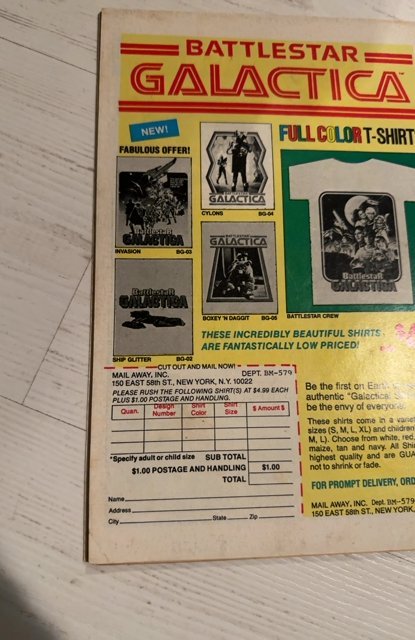 BATTLESTAR
GALACTICA
NEW!
FABULOUS OFFER!
FULL COLOR T-SHIRT
Battlestar
GALACTICA
INVASION BG-03
BATTLESTAR
GALACTICA
CYLONS BG-04
Battlestar
GALACTICA
SHIP GLITTER BG-02
BATTLESTAR
GALACTICA
BOXEY 'N DAGGIT BG-05
Battlestar
GALACTICA
BATTLESTAR CREW
THESE INCREDIBLY BEAUTIFUL SHIRTS
ARE FANTASTICALLY LOW PRICED!
CUT OUT AND MAIL NOW!
MAIL AWAY, INC. DEPT. BM-579
150 EAST 58th ST., NEW YORK, N.Y. 10022
PLEASE RUSH THE FOLLOWING SHIRT(S) AT $4.99 EACH
PLUS $1.00 POSTAGE AND HANDLING.
Quan. Design Number Shirt Color Shirt Size $ Amount $
*Specify adult or child size SUB TOTAL
$1.00 POSTAGE AND HANDLING $1.00
TOTAL
Name
Address
City State Zip
Be the first on Earth
authentic "Galactica
be the envy of everyone
These shirts come in a varie
sizes (S, M, L, XL) and children
M, L). Choose from white, red,
maize, tan and navy. All Shir
highest quality and are GUA
not to shrink or fade.
FOR PROMPT DELIVERY, ORD
MAIL AWAY, INC. Dept. BM-579
150 EAST 58th ST., NEW YORK,